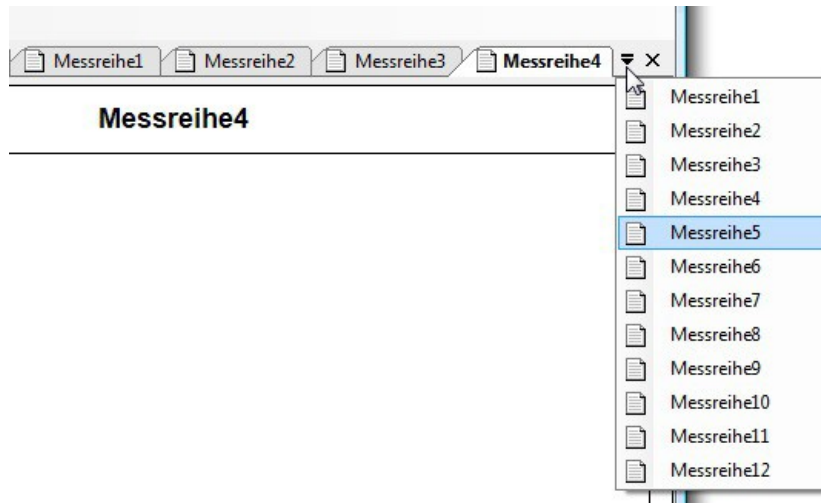 Messreihe1 Messreihe2 Messreihe3 Messreihe4
Messreihe4
Messreihe1
Messreihe2
Messreihe3
Messreihe4
Messreihe5
Messreihe6
Messreihe7
Messreihe8
Messreihe9
Messreihe10
Messreihe11
Messreihe12